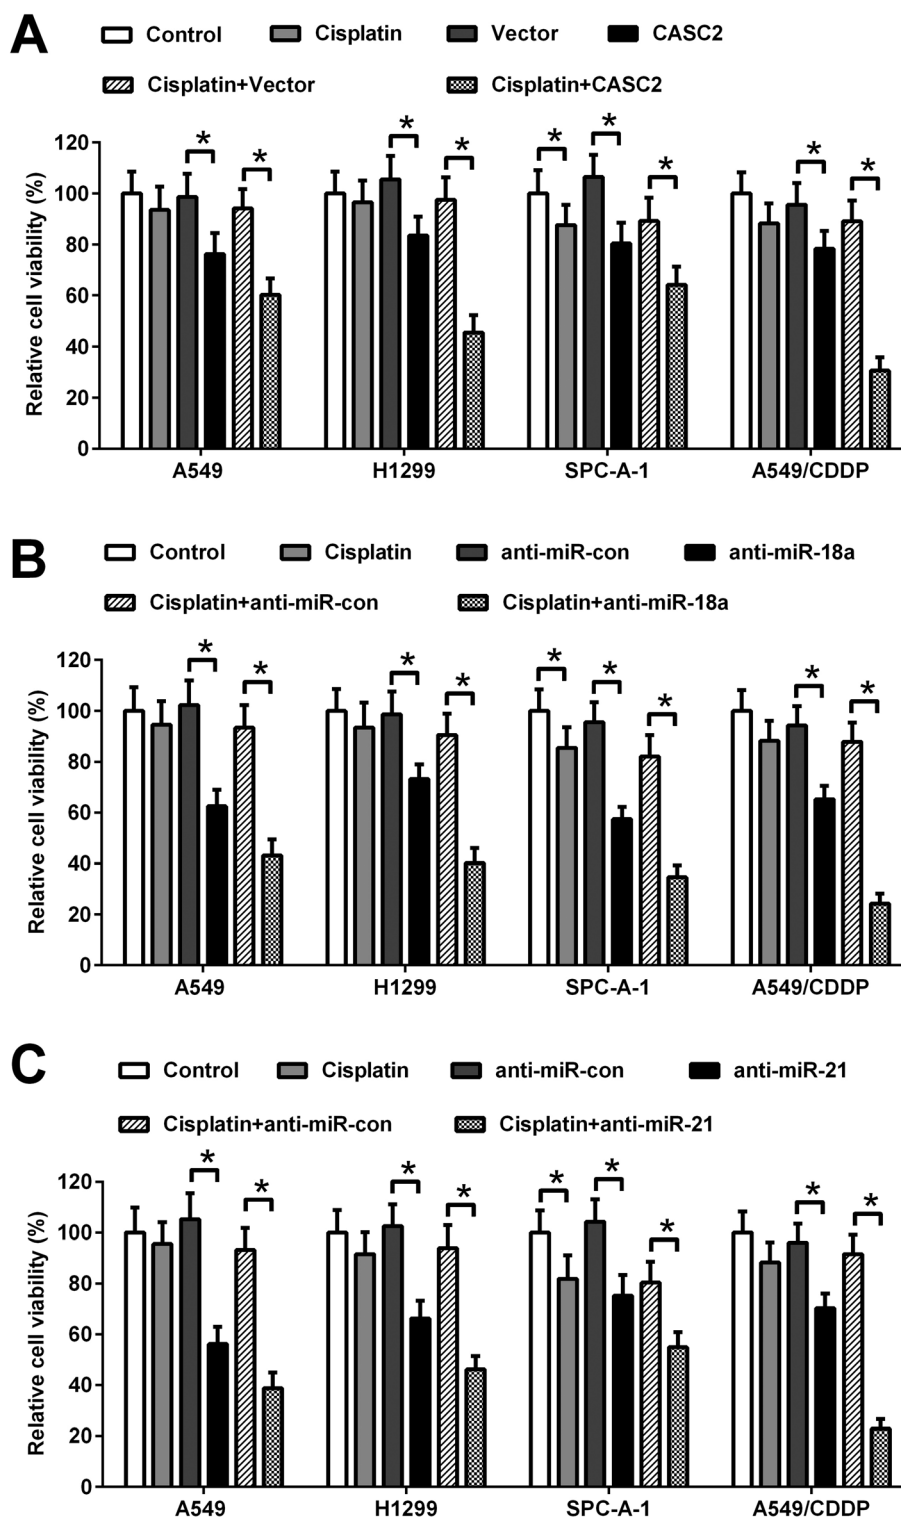 A
Control Cisplatin Vector CASC2
Cisplatin+Vector Cisplatin+CASC2
Relative cell viability (%)
120
100
80
60
40
20
0
* * * * * * * * *
A549 H1299 SPC-A-1 A549/CDDP
B
Control Cisplatin anti-miR-con anti-miR-18a
Cisplatin+anti-miR-con Cisplatin+anti-miR-18a
Relative cell viability (%)
120
100
80
60
40
20
0
* * * * * * * * *
A549 H1299 SPC-A-1 A549/CDDP
C
Control Cisplatin anti-miR-con anti-miR-21
Cisplatin+anti-miR-con Cisplatin+anti-miR-21
Relative cell viability (%)
120
100
80
60
40
20
0
* * * * * * * * *
A549 H1299 SPC-A-1 A549/CDDP